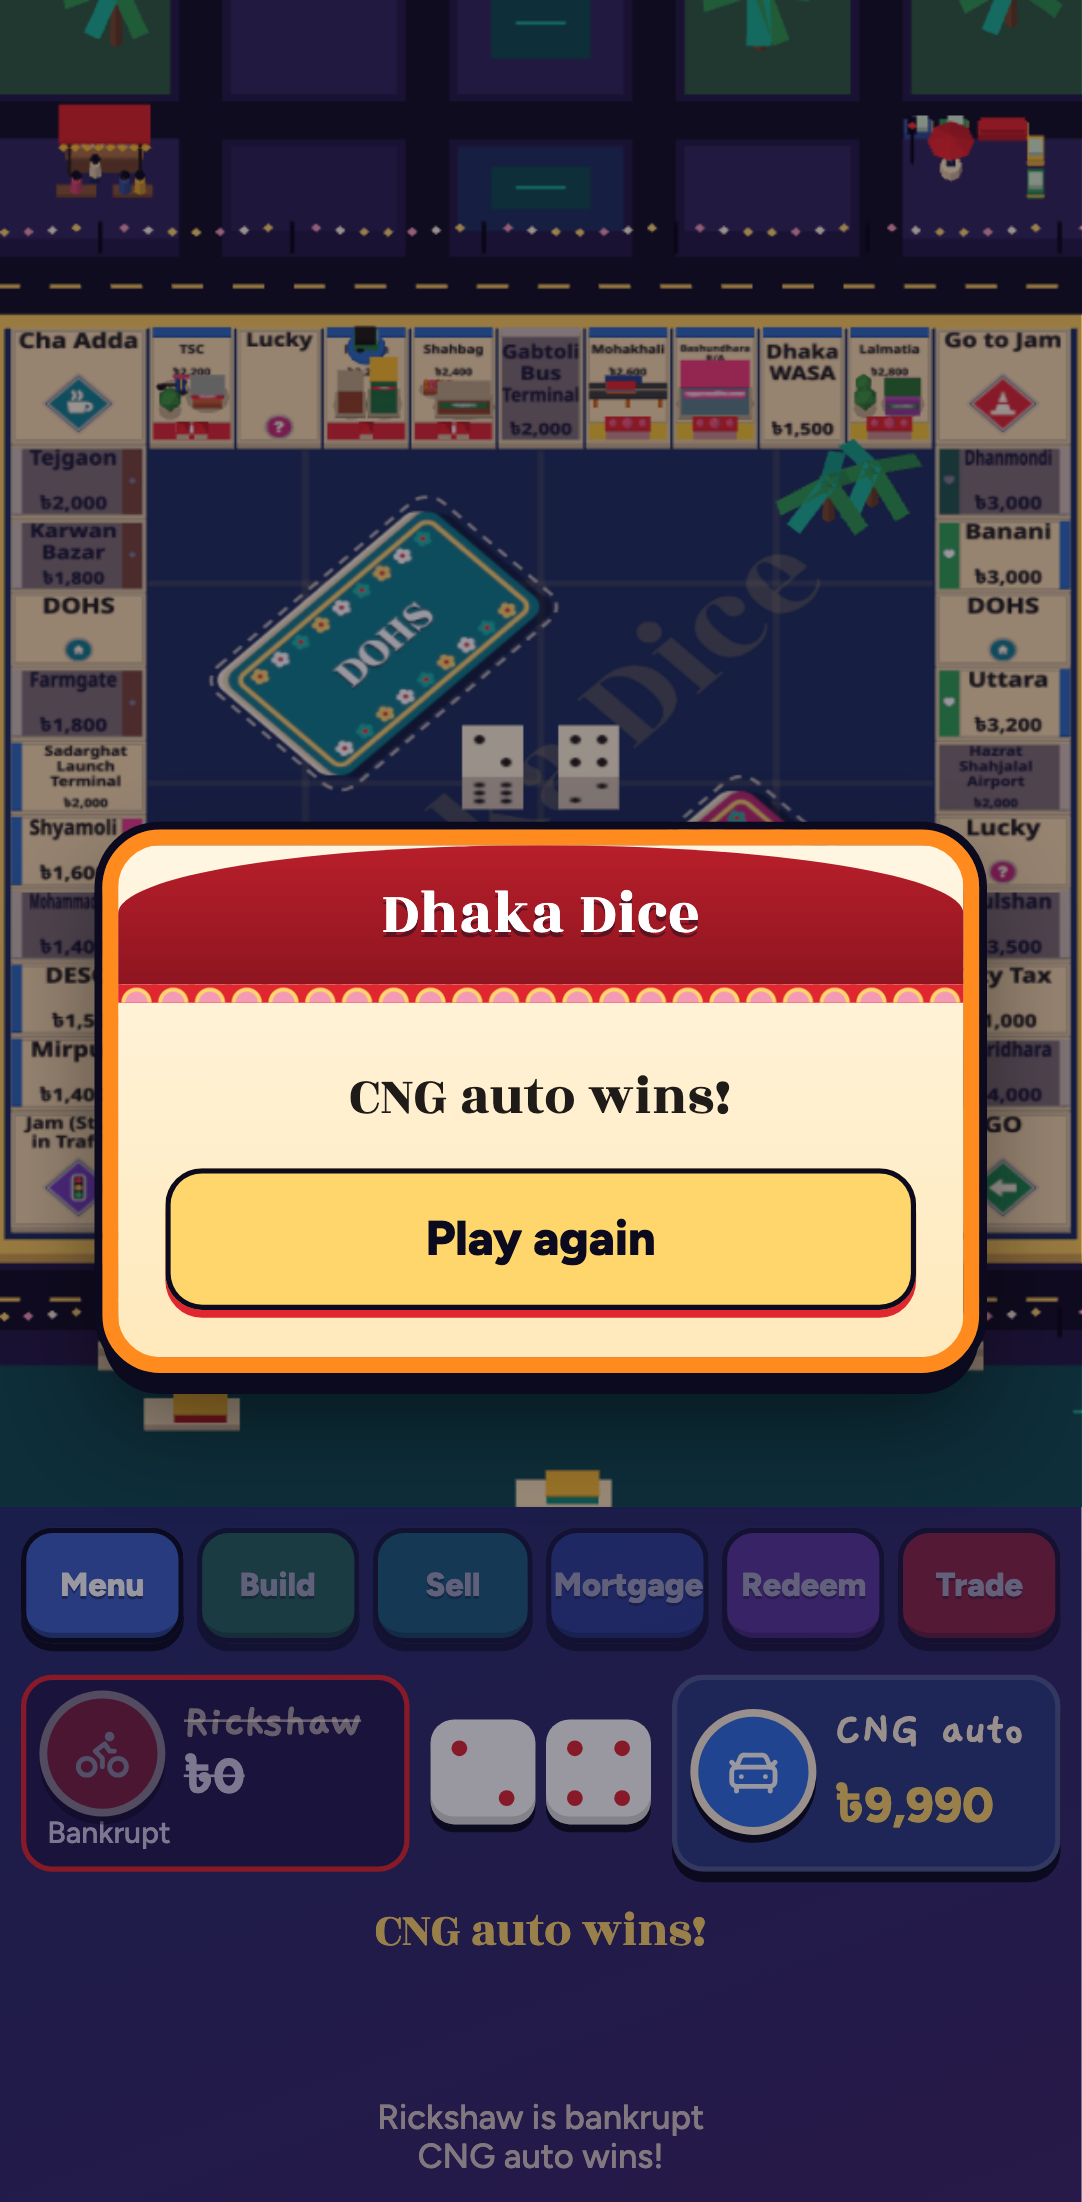 Cha Adda
TSC
৳2,200
Lucky
Shahbag
৳2,400
Gabtoli
Bus
Terminal
৳2,000
Mohakhali
৳2,600
Bashundhara
R/A
Dhaka
WASA
৳1,500
Lalmatia
৳2,800
Go to Jam
Tejgaon
৳2,000
Karwan
Bazar
৳1,800
DOHS
Farmgate
৳1,800
Sadarghat
Launch
Terminal
৳2,000
Shyamoli
Dhanmondi
৳3,000
Banani
৳3,000
DOHS
Uttara
৳3,200
Hazrat
Shahjalal
Airport
৳2,000
Lucky
DOHS
Dice
Jam
GO
Dhaka Dice
CNG auto wins!
Play again
Menu
Build
Sell
Mortgage
Redeem
Trade
Rickshaw
৳0
Bankrupt
CNG auto
৳9,990
CNG auto wins!
Rickshaw is bankrupt
CNG auto wins!